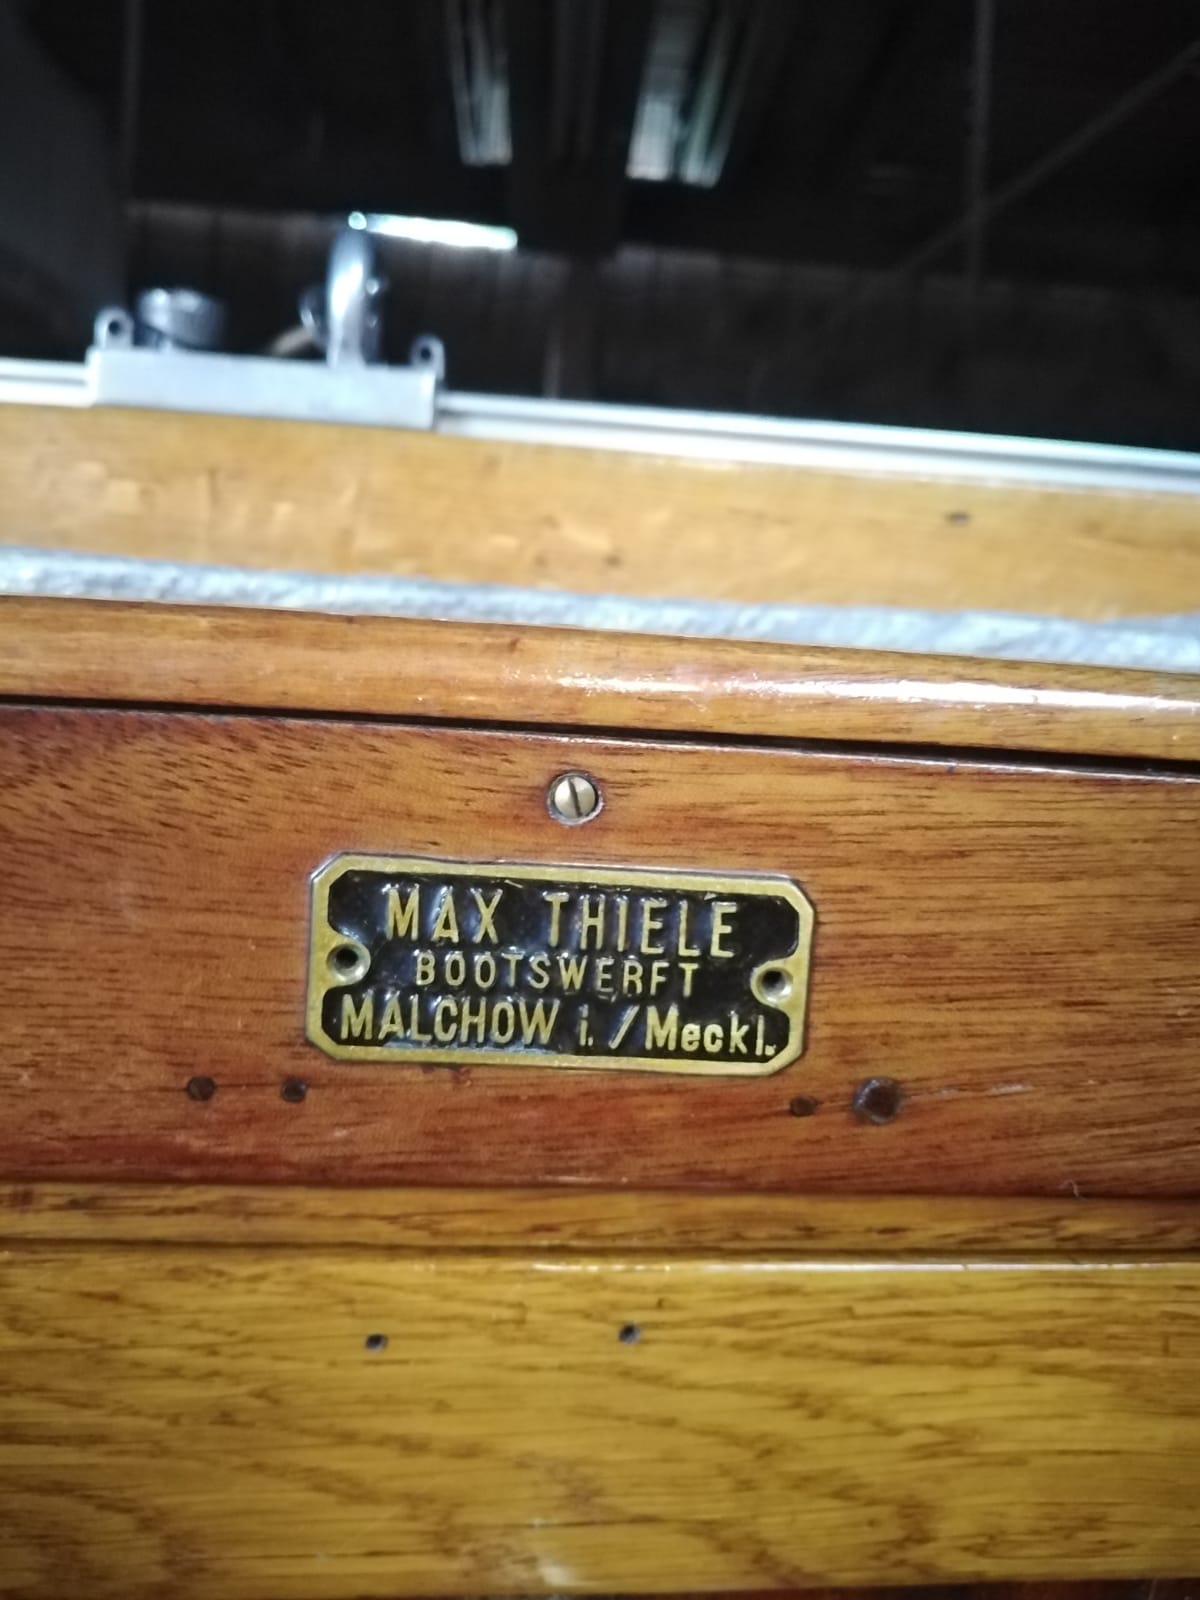 MAX THIELE
BOOTSWERFT
MALCHOW i./Meckl.